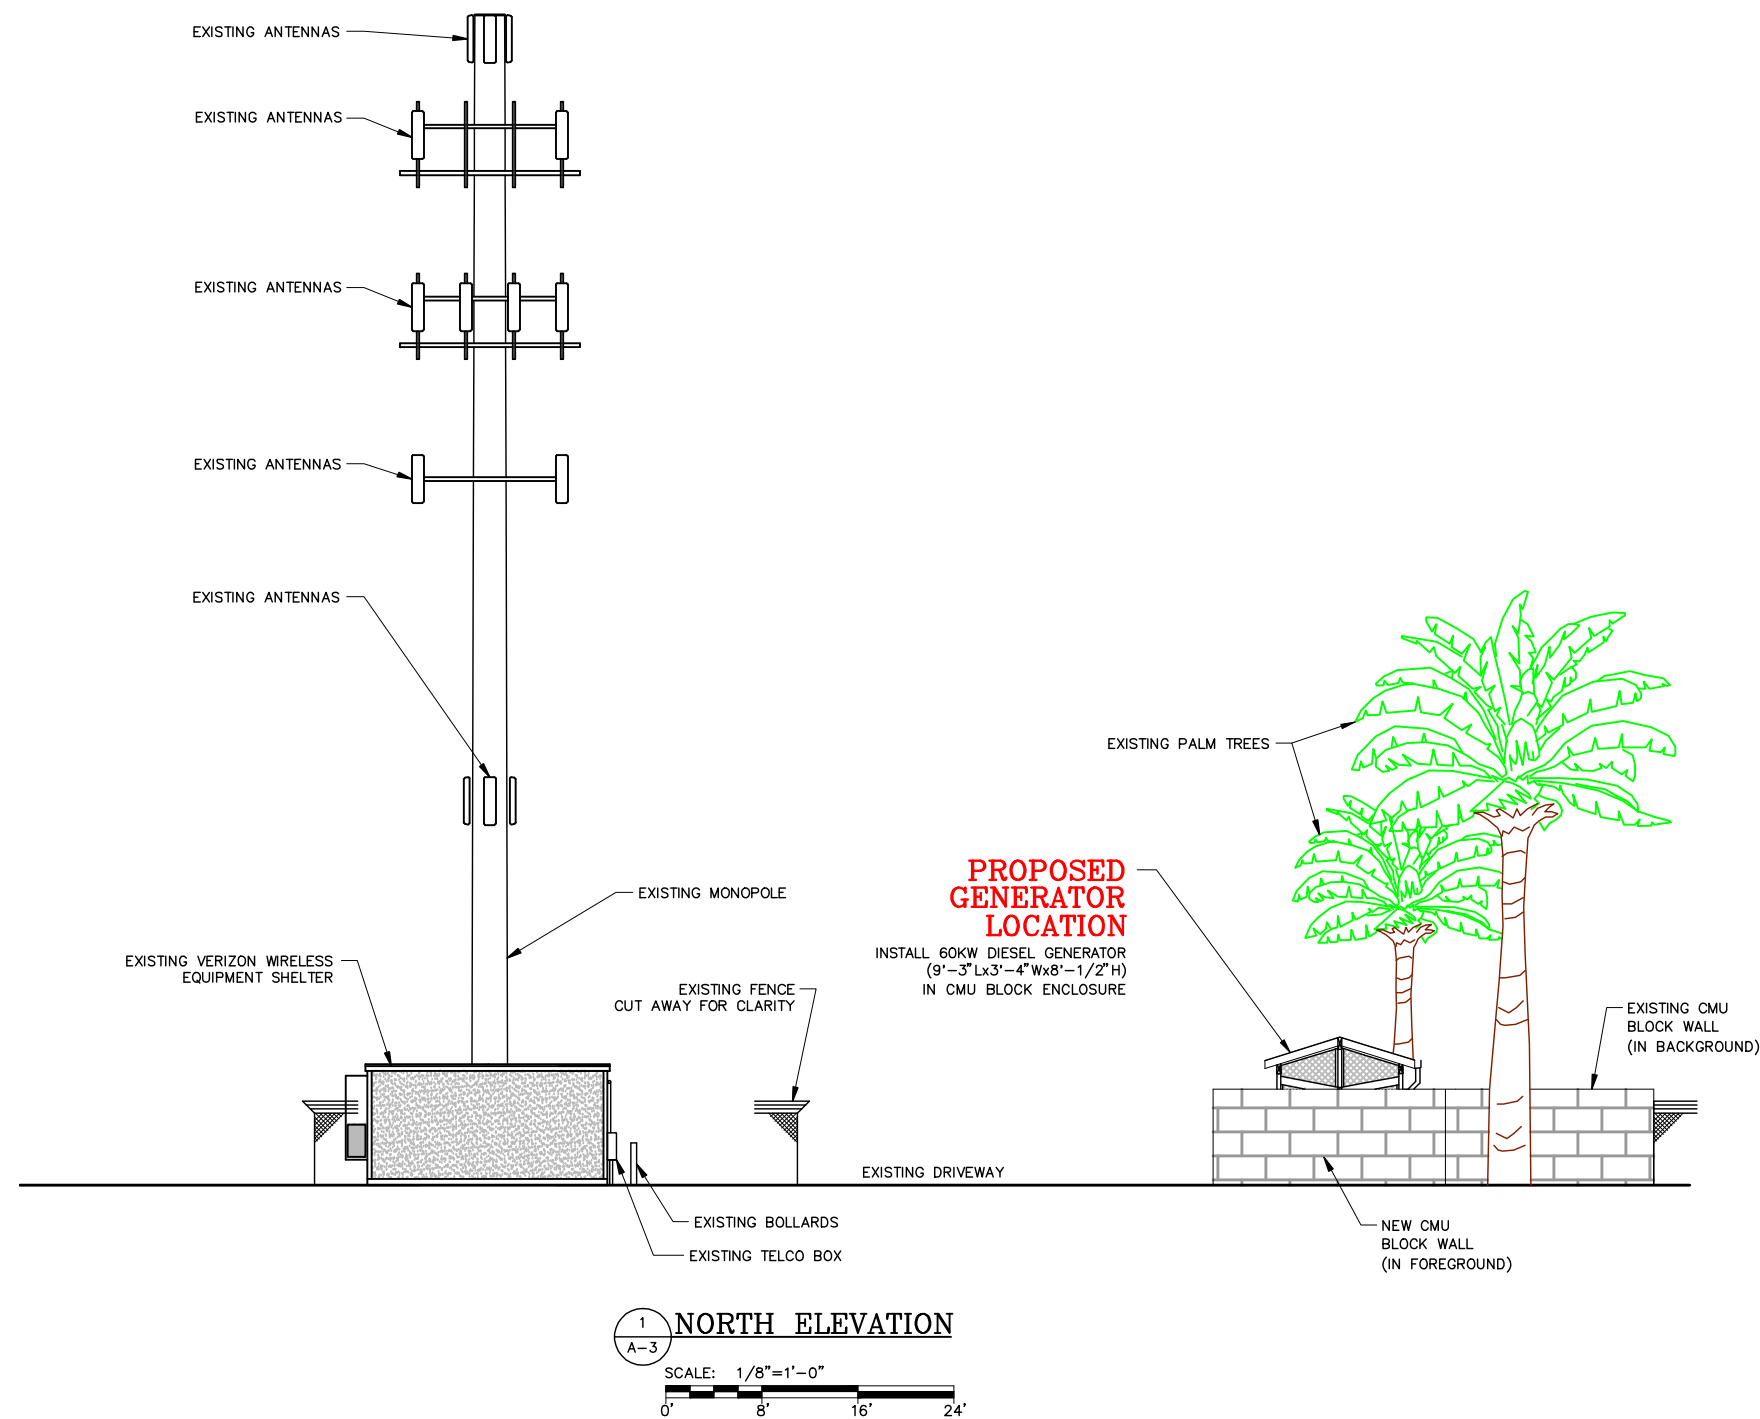 EXISTING ANTENNAS
EXISTING ANTENNAS
EXISTING ANTENNAS
EXISTING ANTENNAS
EXISTING ANTENNAS
EXISTING PALM TREES
PROPOSED
GENERATOR
LOCATION
INSTALL 60KW DIESEL GENERATOR
(9'-3"Lx3'-4"Wx8'-1/2"H)
IN CMU BLOCK ENCLOSURE
EXISTING MONOPOLE
EXISTING VERIZON WIRELESS
EQUIPMENT SHELTER
EXISTING FENCE
CUT AWAY FOR CLARITY
EXISTING CMU
BLOCK WALL
(IN BACKGROUND)
EXISTING DRIVEWAY
EXISTING BOLLARDS
EXISTING TELCO BOX
NEW CMU
BLOCK WALL
(IN FOREGROUND)
1
A-3
NORTH ELEVATION
SCALE: 1/8"=1'-0"
0' 8' 16' 24'